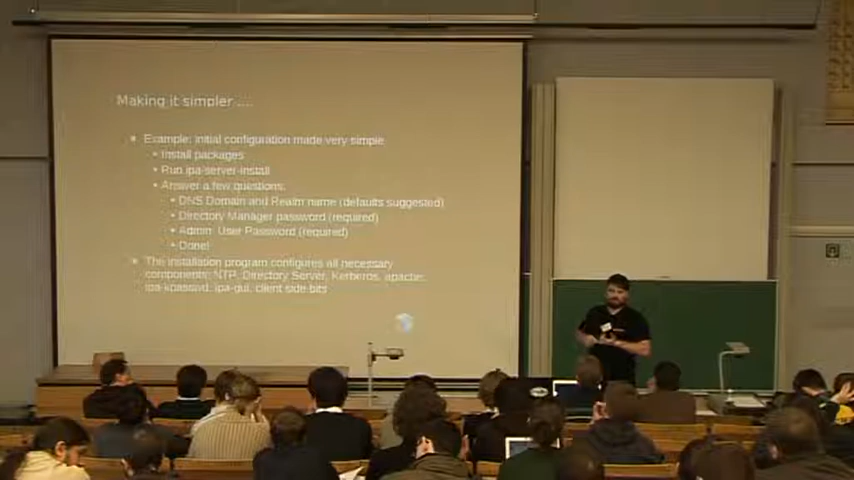 Making it simpler ....
Example: initial configuration made very simple
Install packages
Run ipa-server-install
Answer a few questions:
DNS Domain and Realm name (defaults suggested)
Directory Manager password (required)
Admin User Password (required)
Done!
The installation program configures all necessary
components: NTP, Directory Server, Kerberos, apache,
ipa-kpasswd, ipa-gui, client side-bits